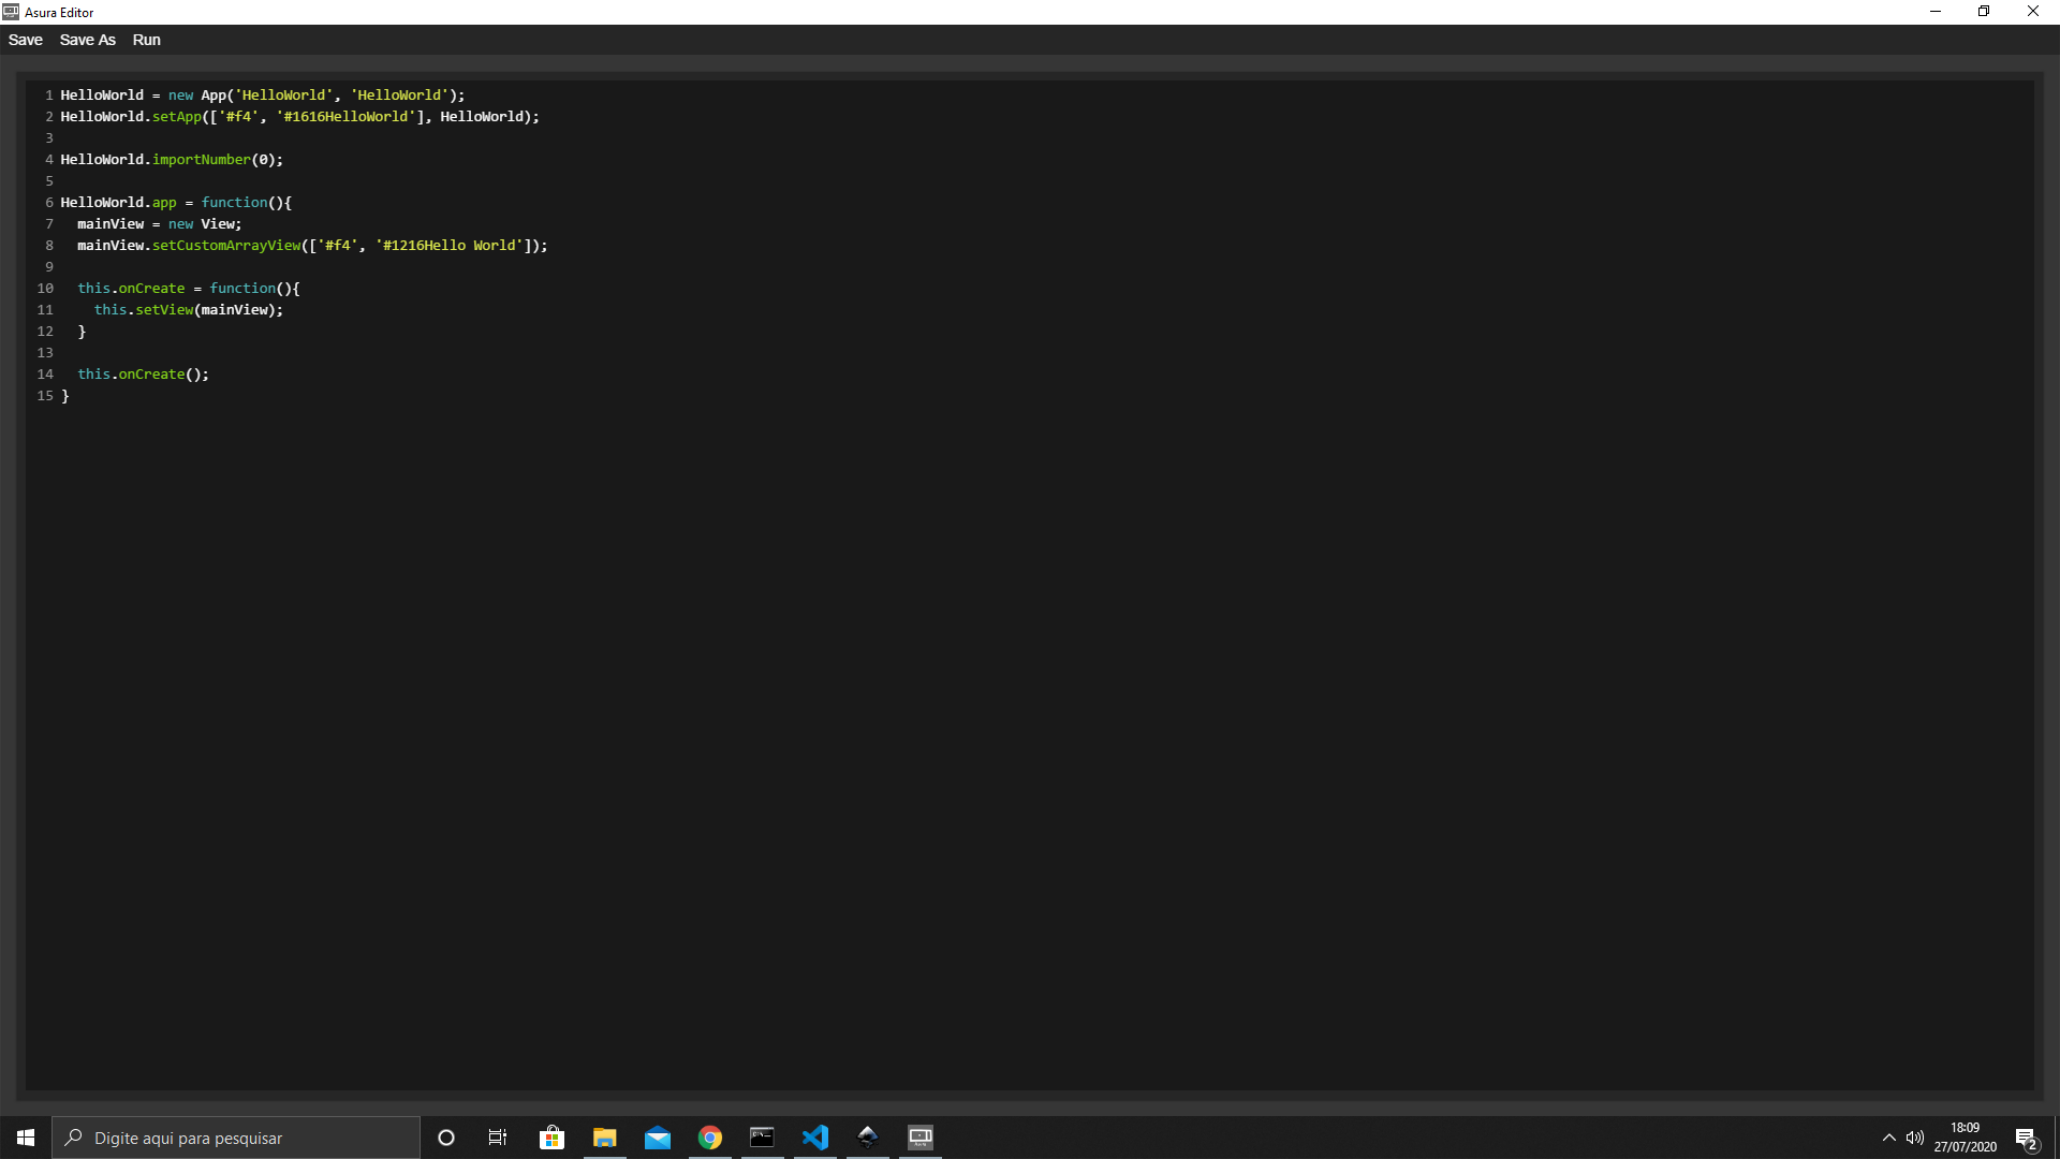 Asura Editor
Save Save As Run
1 HelloWorld = new App('HelloWorld', 'HelloWorld');
2 HelloWorld.setApp(['#f4', '#1616HelloWorld'], HelloWorld);
3
4 HelloWorld.importNumber(0);
5
6 HelloWorld.app = function(){
7   mainView = new View;
8   mainView.setCustomArrayView(['#f4', '#1216Hello World']);
9
10   this.onCreate = function(){
11     this.setView(mainView);
12   }
13
14   this.onCreate();
15 }
Digite aqui para pesquisar
18:09
27/07/2020
2